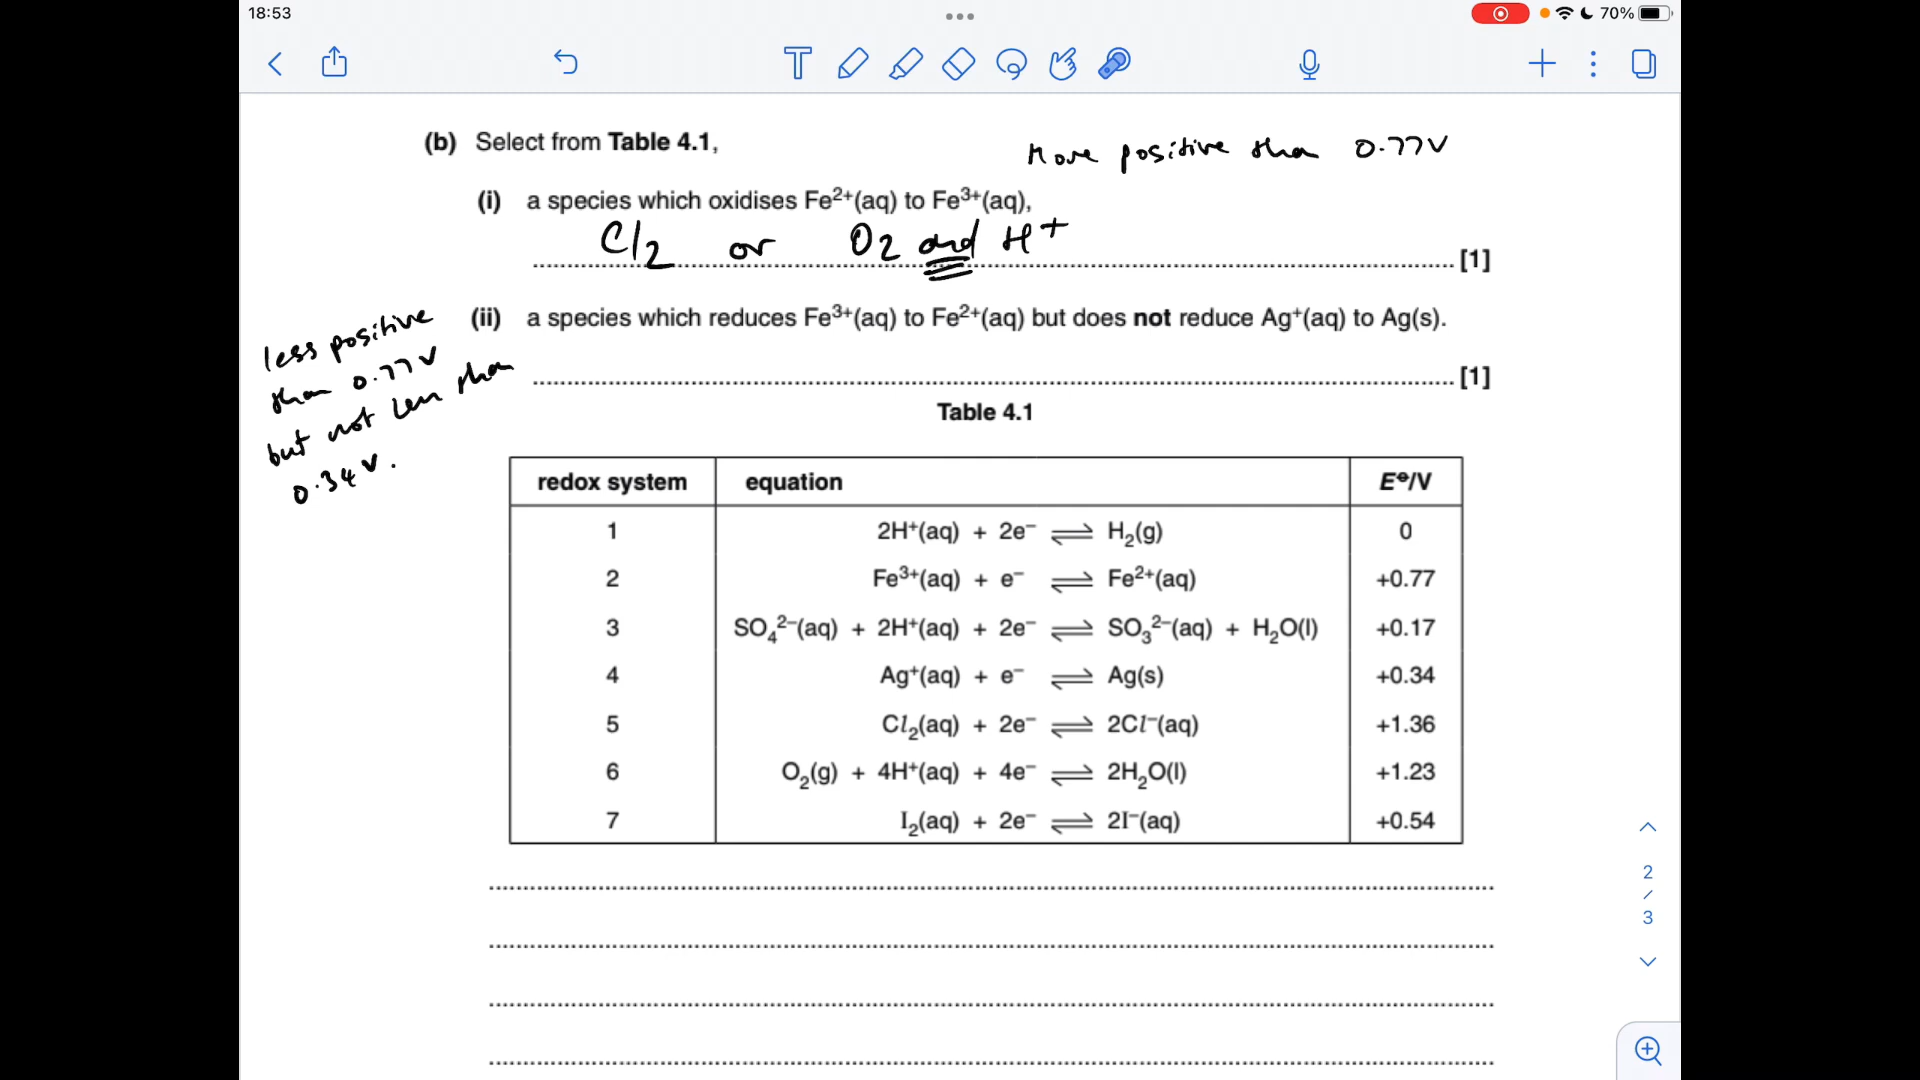 18:53
70%
(b) Select from Table 4.1,
More positive than 0.77V
(i) a species which oxidises Fe²⁺(aq) to Fe³⁺(aq),
Cl2 or O2 and H⁺
[1]
(ii) a species which reduces Fe³⁺(aq) to Fe²⁺(aq) but does not reduce Ag⁺(aq) to Ag(s).
less positive
than 0.77V
but not less than
0.34V.
[1]
Table 4.1
redox system equation E⦵/V
1 2H⁺(aq) + 2e⁻ ⇌ H₂(g) 0
2 Fe³⁺(aq) + e⁻ ⇌ Fe²⁺(aq) +0.77
3 SO₄²⁻(aq) + 2H⁺(aq) + 2e⁻ ⇌ SO₃²⁻(aq) + H₂O(l) +0.17
4 Ag⁺(aq) + e⁻ ⇌ Ag(s) +0.34
5 Cl₂(aq) + 2e⁻ ⇌ 2Cl⁻(aq) +1.36
6 O₂(g) + 4H⁺(aq) + 4e⁻ ⇌ 2H₂O(l) +1.23
7 I₂(aq) + 2e⁻ ⇌ 2I⁻(aq) +0.54
2
/
3